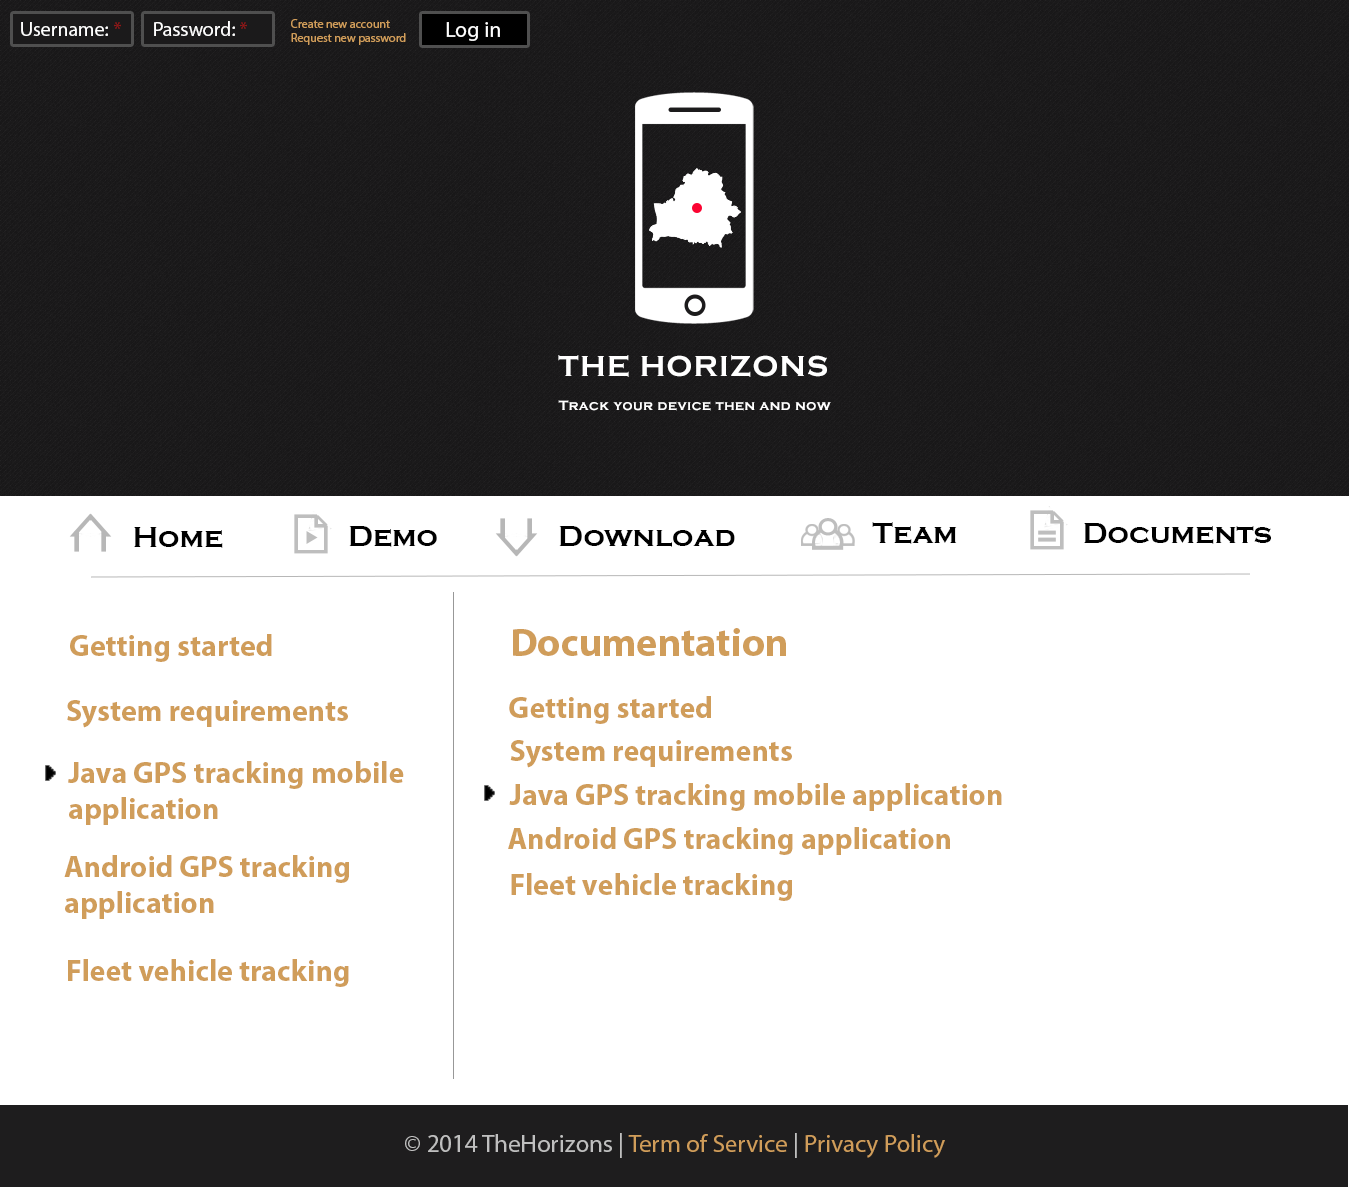 Username: *
Password: *
Create new account
Request new password
Log in
THE HORIZONS
TRACK YOUR DEVICE THEN AND NOW
HOME
DEMO
DOWNLOAD
TEAM
DOCUMENTS
Getting started
System requirements
Java GPS tracking mobile
application
Android GPS tracking
application
Fleet vehicle tracking
Documentation
Getting started
System requirements
Java GPS tracking mobile application
Android GPS tracking application
Fleet vehicle tracking
© 2014 TheHorizons | Term of Service | Privacy Policy